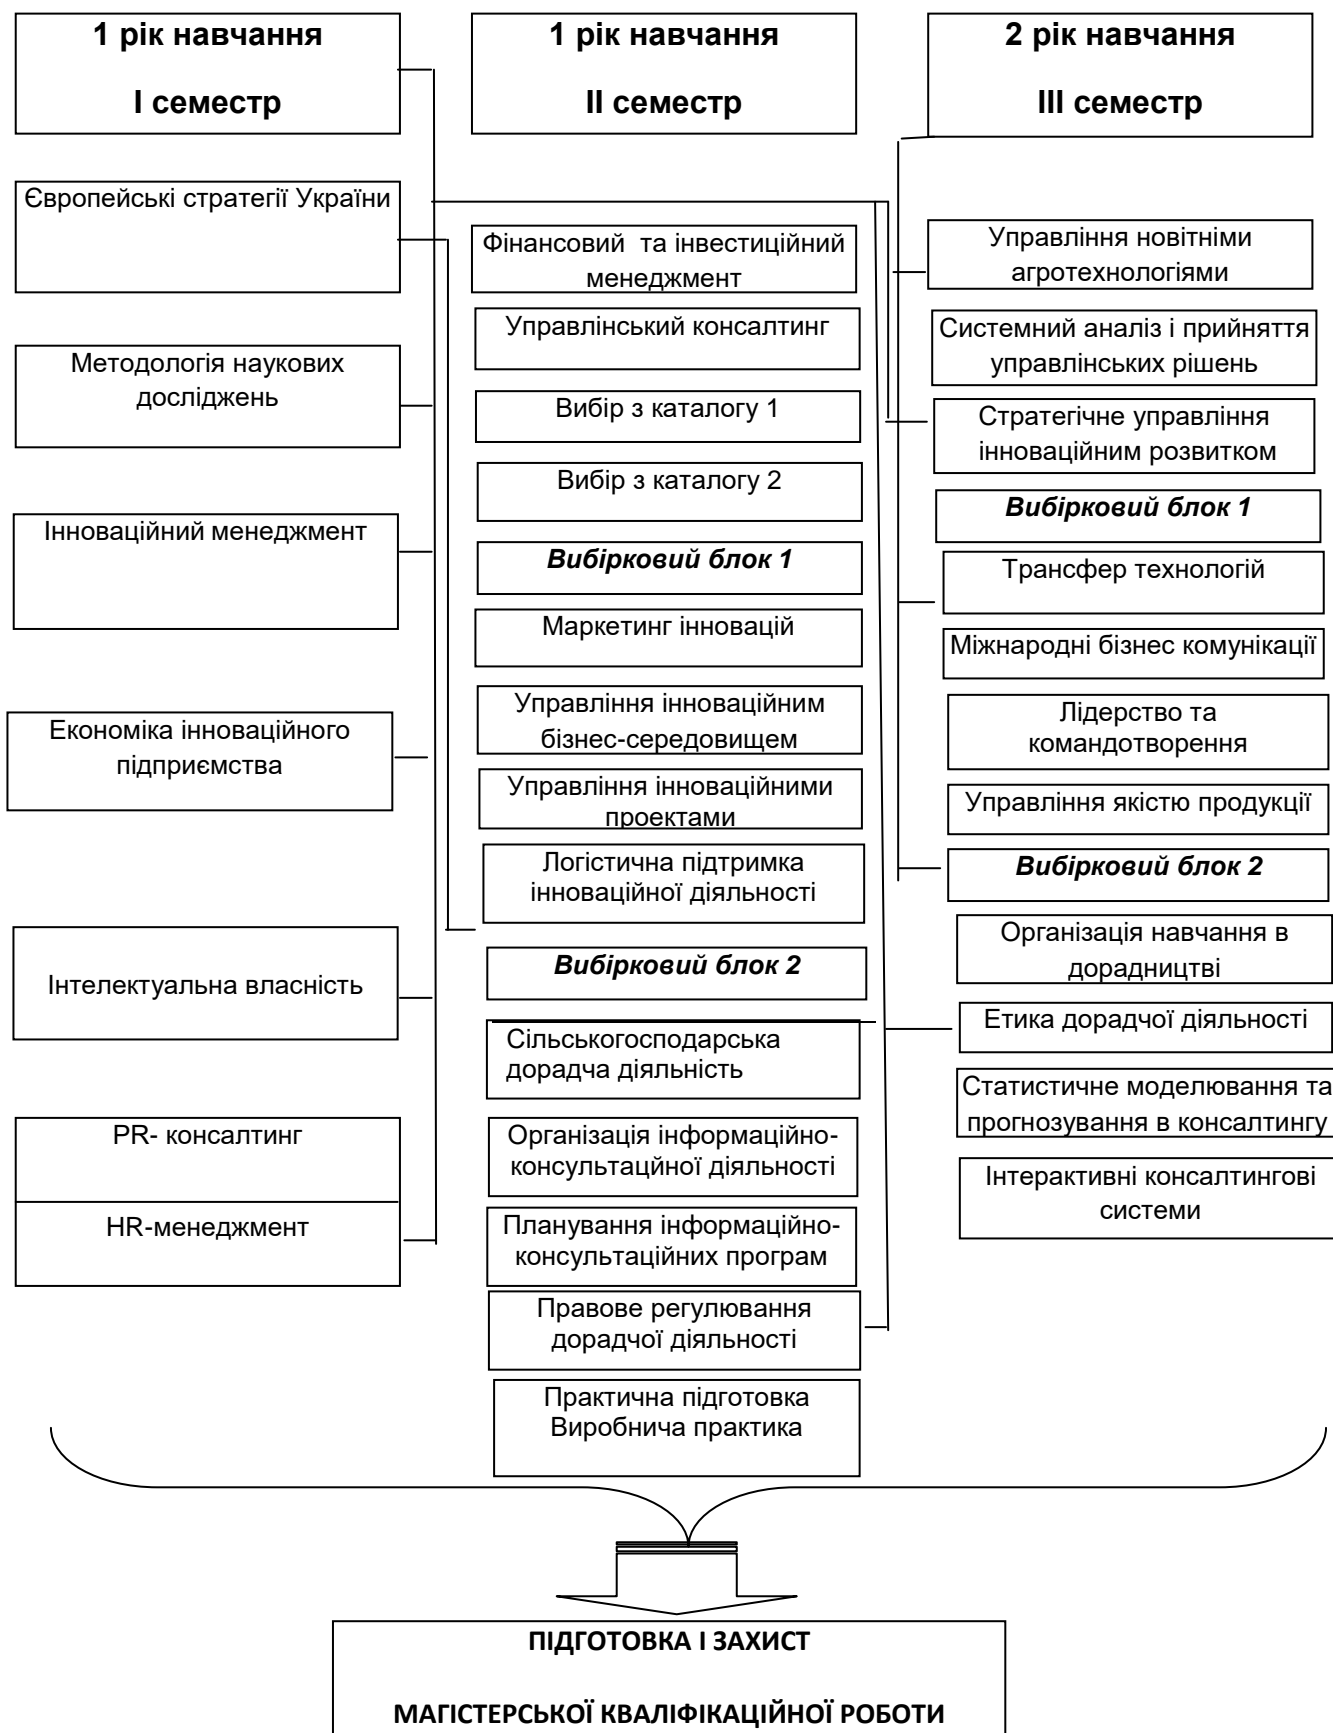 1 рік навчання
І семестр
Європейські стратегії України
Методологія наукових
досліджень
Інноваційний менеджмент
Економіка інноваційного
підприємства
Інтелектуальна власність
PR- консалтинг
HR-менеджмент
1 рік навчання
ІІ семестр
Фінансовий та інвестиційний
менеджмент
Управлінський консалтинг
Вибір з каталогу 1
Вибір з каталогу 2
Вибірковий блок 1
Маркетинг інновацій
Управління інноваційним
бізнес-середовищем
Управління інноваційними
проектами
Логістична підтримка
інноваційної діяльності
Вибірковий блок 2
Сільськогосподарська
дорадча діяльність
Організація інформаційно-
консультаційної діяльності
Планування інформаційно-
консультаційних програм
Правове регулювання
дорадчої діяльності
Практична підготовка
Виробнича практика
2 рік навчання
ІІІ семестр
Управління новітніми
агротехнологіями
Системний аналіз і прийняття
управлінських рішень
Стратегічне управління
інноваційним розвитком
Вибірковий блок 1
Трансфер технологій
Міжнародні бізнес комунікації
Лідерство та
командотворення
Управління якістю продукції
Вибірковий блок 2
Організація навчання в
дорадництві
Етика дорадчої діяльності
Статистичне моделювання та
прогнозування в консалтингу
Інтерактивні консалтингові
системи
ПІДГОТОВКА І ЗАХИСТ
МАГІСТЕРСЬКОЇ КВАЛІФІКАЦІЙНОЇ РОБОТИ